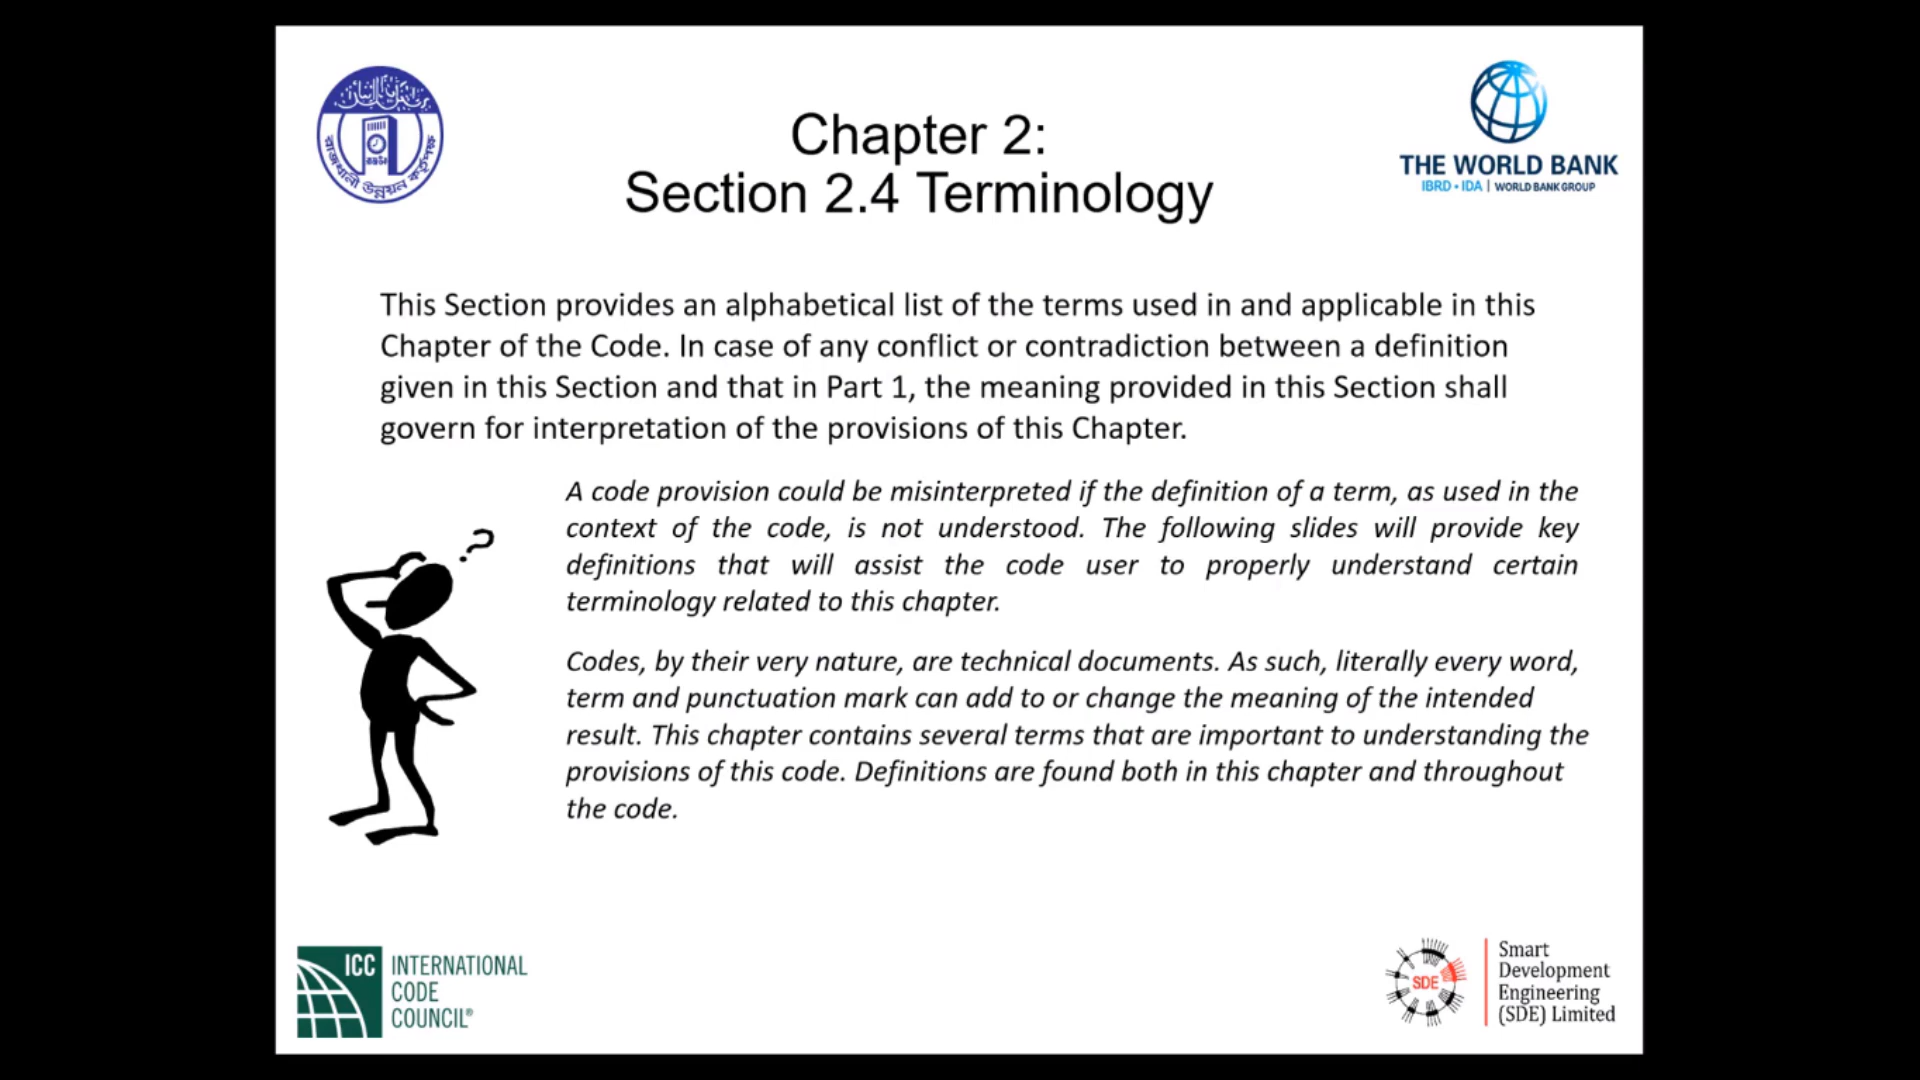 রাজধানী উন্নয়ন কর্তৃপক্ষ
Chapter 2:
Section 2.4 Terminology
THE WORLD BANK
IBRD • IDA | WORLD BANK GROUP
This Section provides an alphabetical list of the terms used in and applicable in this
Chapter of the Code. In case of any conflict or contradiction between a definition
given in this Section and that in Part 1, the meaning provided in this Section shall
govern for interpretation of the provisions of this Chapter.
A code provision could be misinterpreted if the definition of a term, as used in the
context of the code, is not understood. The following slides will provide key
definitions that will assist the code user to properly understand certain
terminology related to this chapter.
?
Codes, by their very nature, are technical documents. As such, literally every word,
term and punctuation mark can add to or change the meaning of the intended
result. This chapter contains several terms that are important to understanding the
provisions of this code. Definitions are found both in this chapter and throughout
the code.
ICC
INTERNATIONAL
CODE
COUNCIL®
SDE
Smart
Development
Engineering
(SDE) Limited